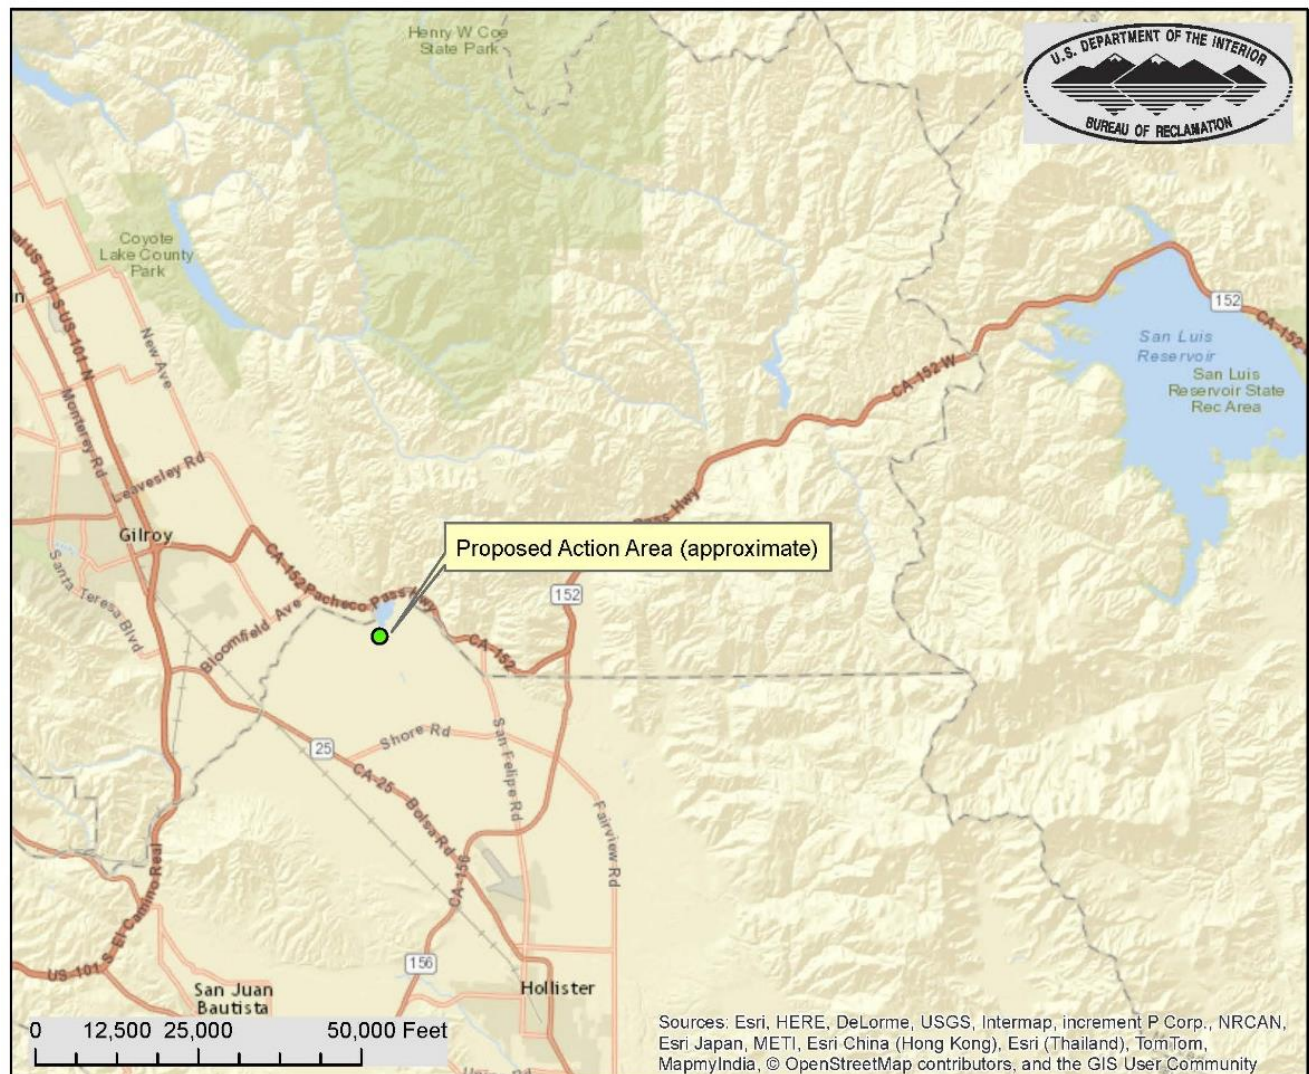 Henry W Coe
State Park
U.S. DEPARTMENT OF THE INTERIOR
BUREAU OF RECLAMATION
Coyote
Lake County
Park
US 101 S
US 101 N
New Ave
Monterey Rd
Leavesley Rd
Gilroy
Santa Teresa Blvd
CA-152
Pacheco Pass Hwy
Bloomfield Ave
Proposed Action Area (approximate)
Pass Hwy
152
CA-152
CA-152 W
152
CA-152
San Luis
Reservoir
San Luis
Reservoir State
Rec Area
25
Shore Rd
San Felipe Rd
CA-25
Bolsa Rd
Fairview Rd
CA-156
156
US 101 S
El Camino Real
San Juan
Bautista
Hollister
0 12,500 25,000 50,000 Feet
Sources: Esri, HERE, DeLorme, USGS, Intermap, increment P Corp., NRCAN,
Esri Japan, METI, Esri China (Hong Kong), Esri (Thailand), TomTom,
MapmyIndia, © OpenStreetMap contributors, and the GIS User Community